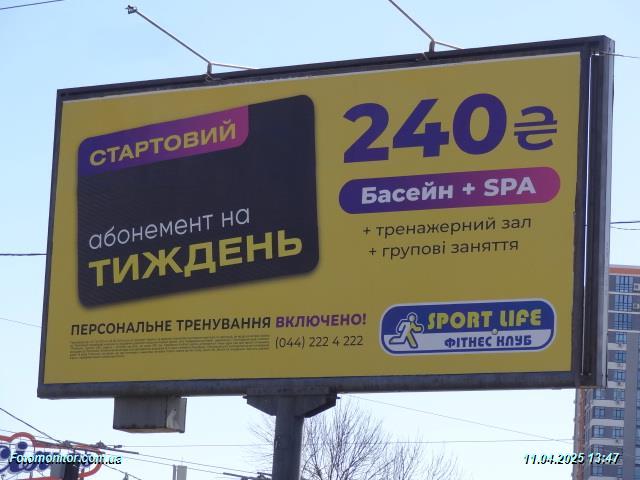 СТАРТОВИЙ
абонемент на
ТИЖДЕНЬ
240₴
Басейн + SPA
+ тренажерний зал
+ групові заняття
ПЕРСОНАЛЬНЕ ТРЕНУВАННЯ ВКЛЮЧЕНО!
(044) 222 4 222
SPORT LIFE
ФІТНЕС КЛУБ
Fotomonitor.com.ua
11.04.2025 13:47